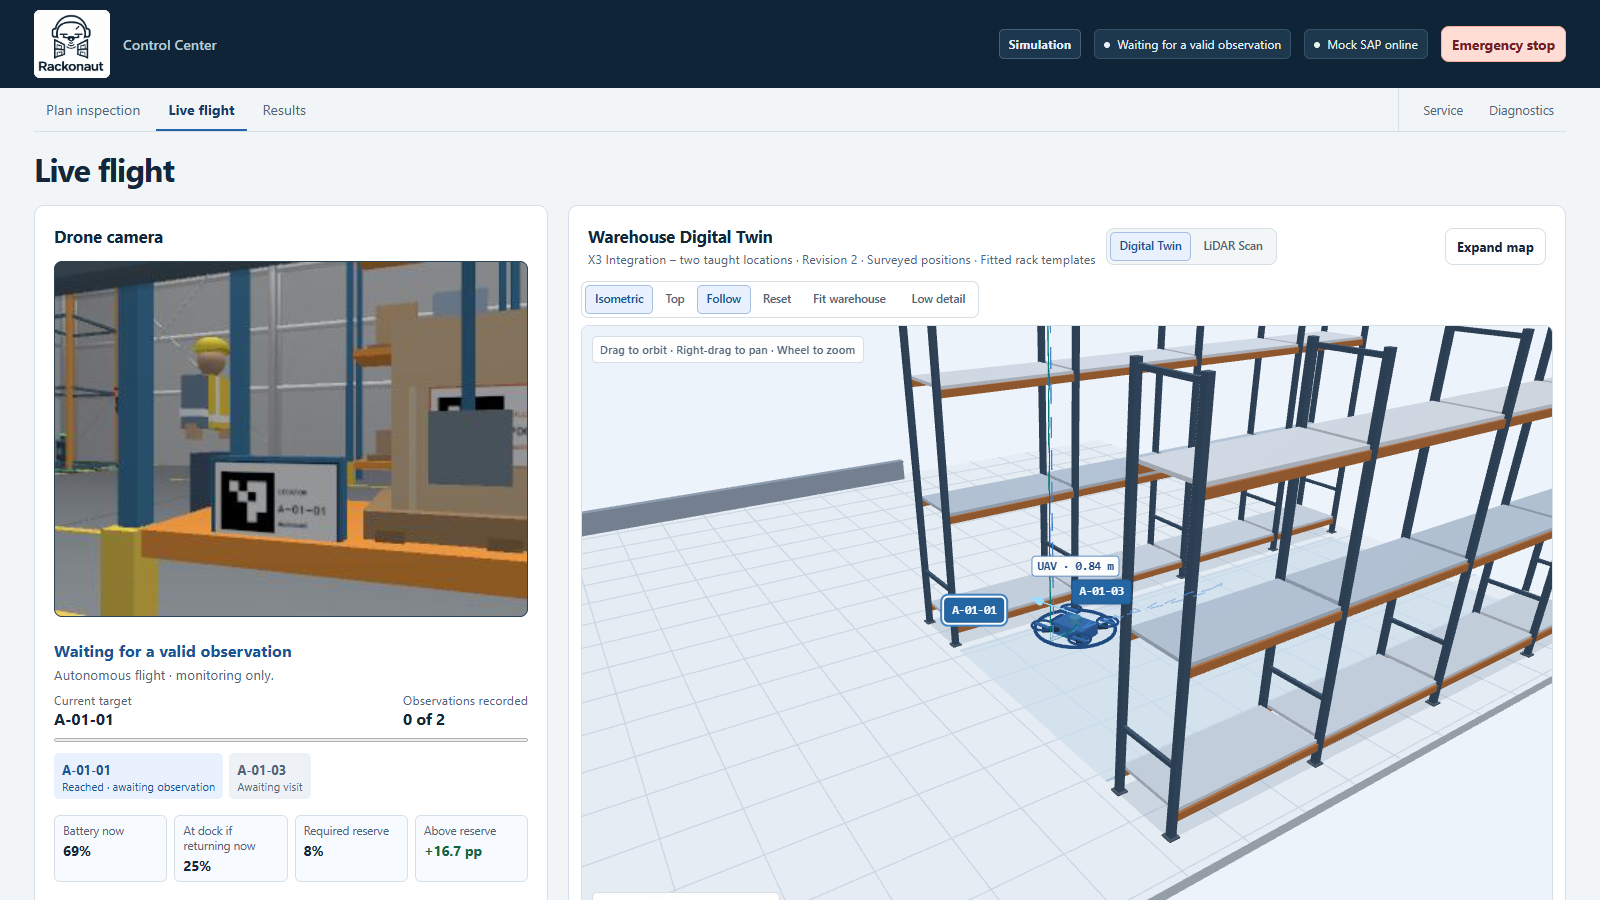 Rackonaut
Control Center
Simulation
Waiting for a valid observation
Mock SAP online
Emergency stop
Plan inspection
Live flight
Results
Service
Diagnostics
Live flight
Drone camera
LOCATION
A-01-01
Waiting for a valid observation
Autonomous flight · monitoring only.
Current target
A-01-01
Observations recorded
0 of 2
A-01-01
Reached · awaiting observation
A-01-03
Awaiting visit
Battery now
69%
At dock if
returning now
25%
Required reserve
8%
Above reserve
+16.7 pp
Warehouse Digital Twin
X3 Integration – two taught locations · Revision 2 · Surveyed positions · Fitted rack templates
Digital Twin
LiDAR Scan
Expand map
Isometric
Top
Follow
Reset
Fit warehouse
Low detail
Drag to orbit · Right-drag to pan · Wheel to zoom
UAV · 0.84 m
A-01-03
A-01-01